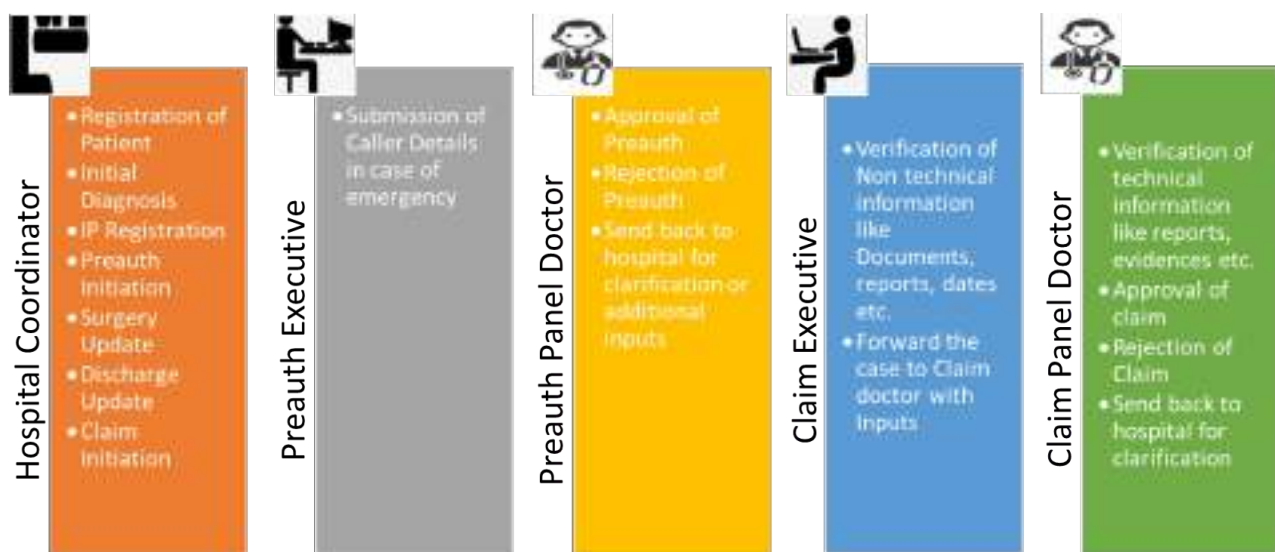 Hospital Coordinator
• Registration of
Patient
• Initial
Diagnosis
• IP Registration
• Preauth
Initiation
• Surgery
Update
• Discharge
Update
• Claim
Initiation
Preauth Executive
• Submission of
Caller Details
in case of
emergency
Preauth Panel Doctor
• Approval of
Preauth
• Rejection of
Preauth
• Send back to
hospital for
clarification or
additional
inputs
Claim Executive
• Verification of
Non technical
information
like
Documents,
reports, dates
etc.
• Forward the
case to Claim
doctor with
Inputs
Claim Panel Doctor
• Verification of
technical
information
like reports,
evidences etc.
• Approval of
claim
• Rejection of
Claim
• Send back to
hospital for
clarification